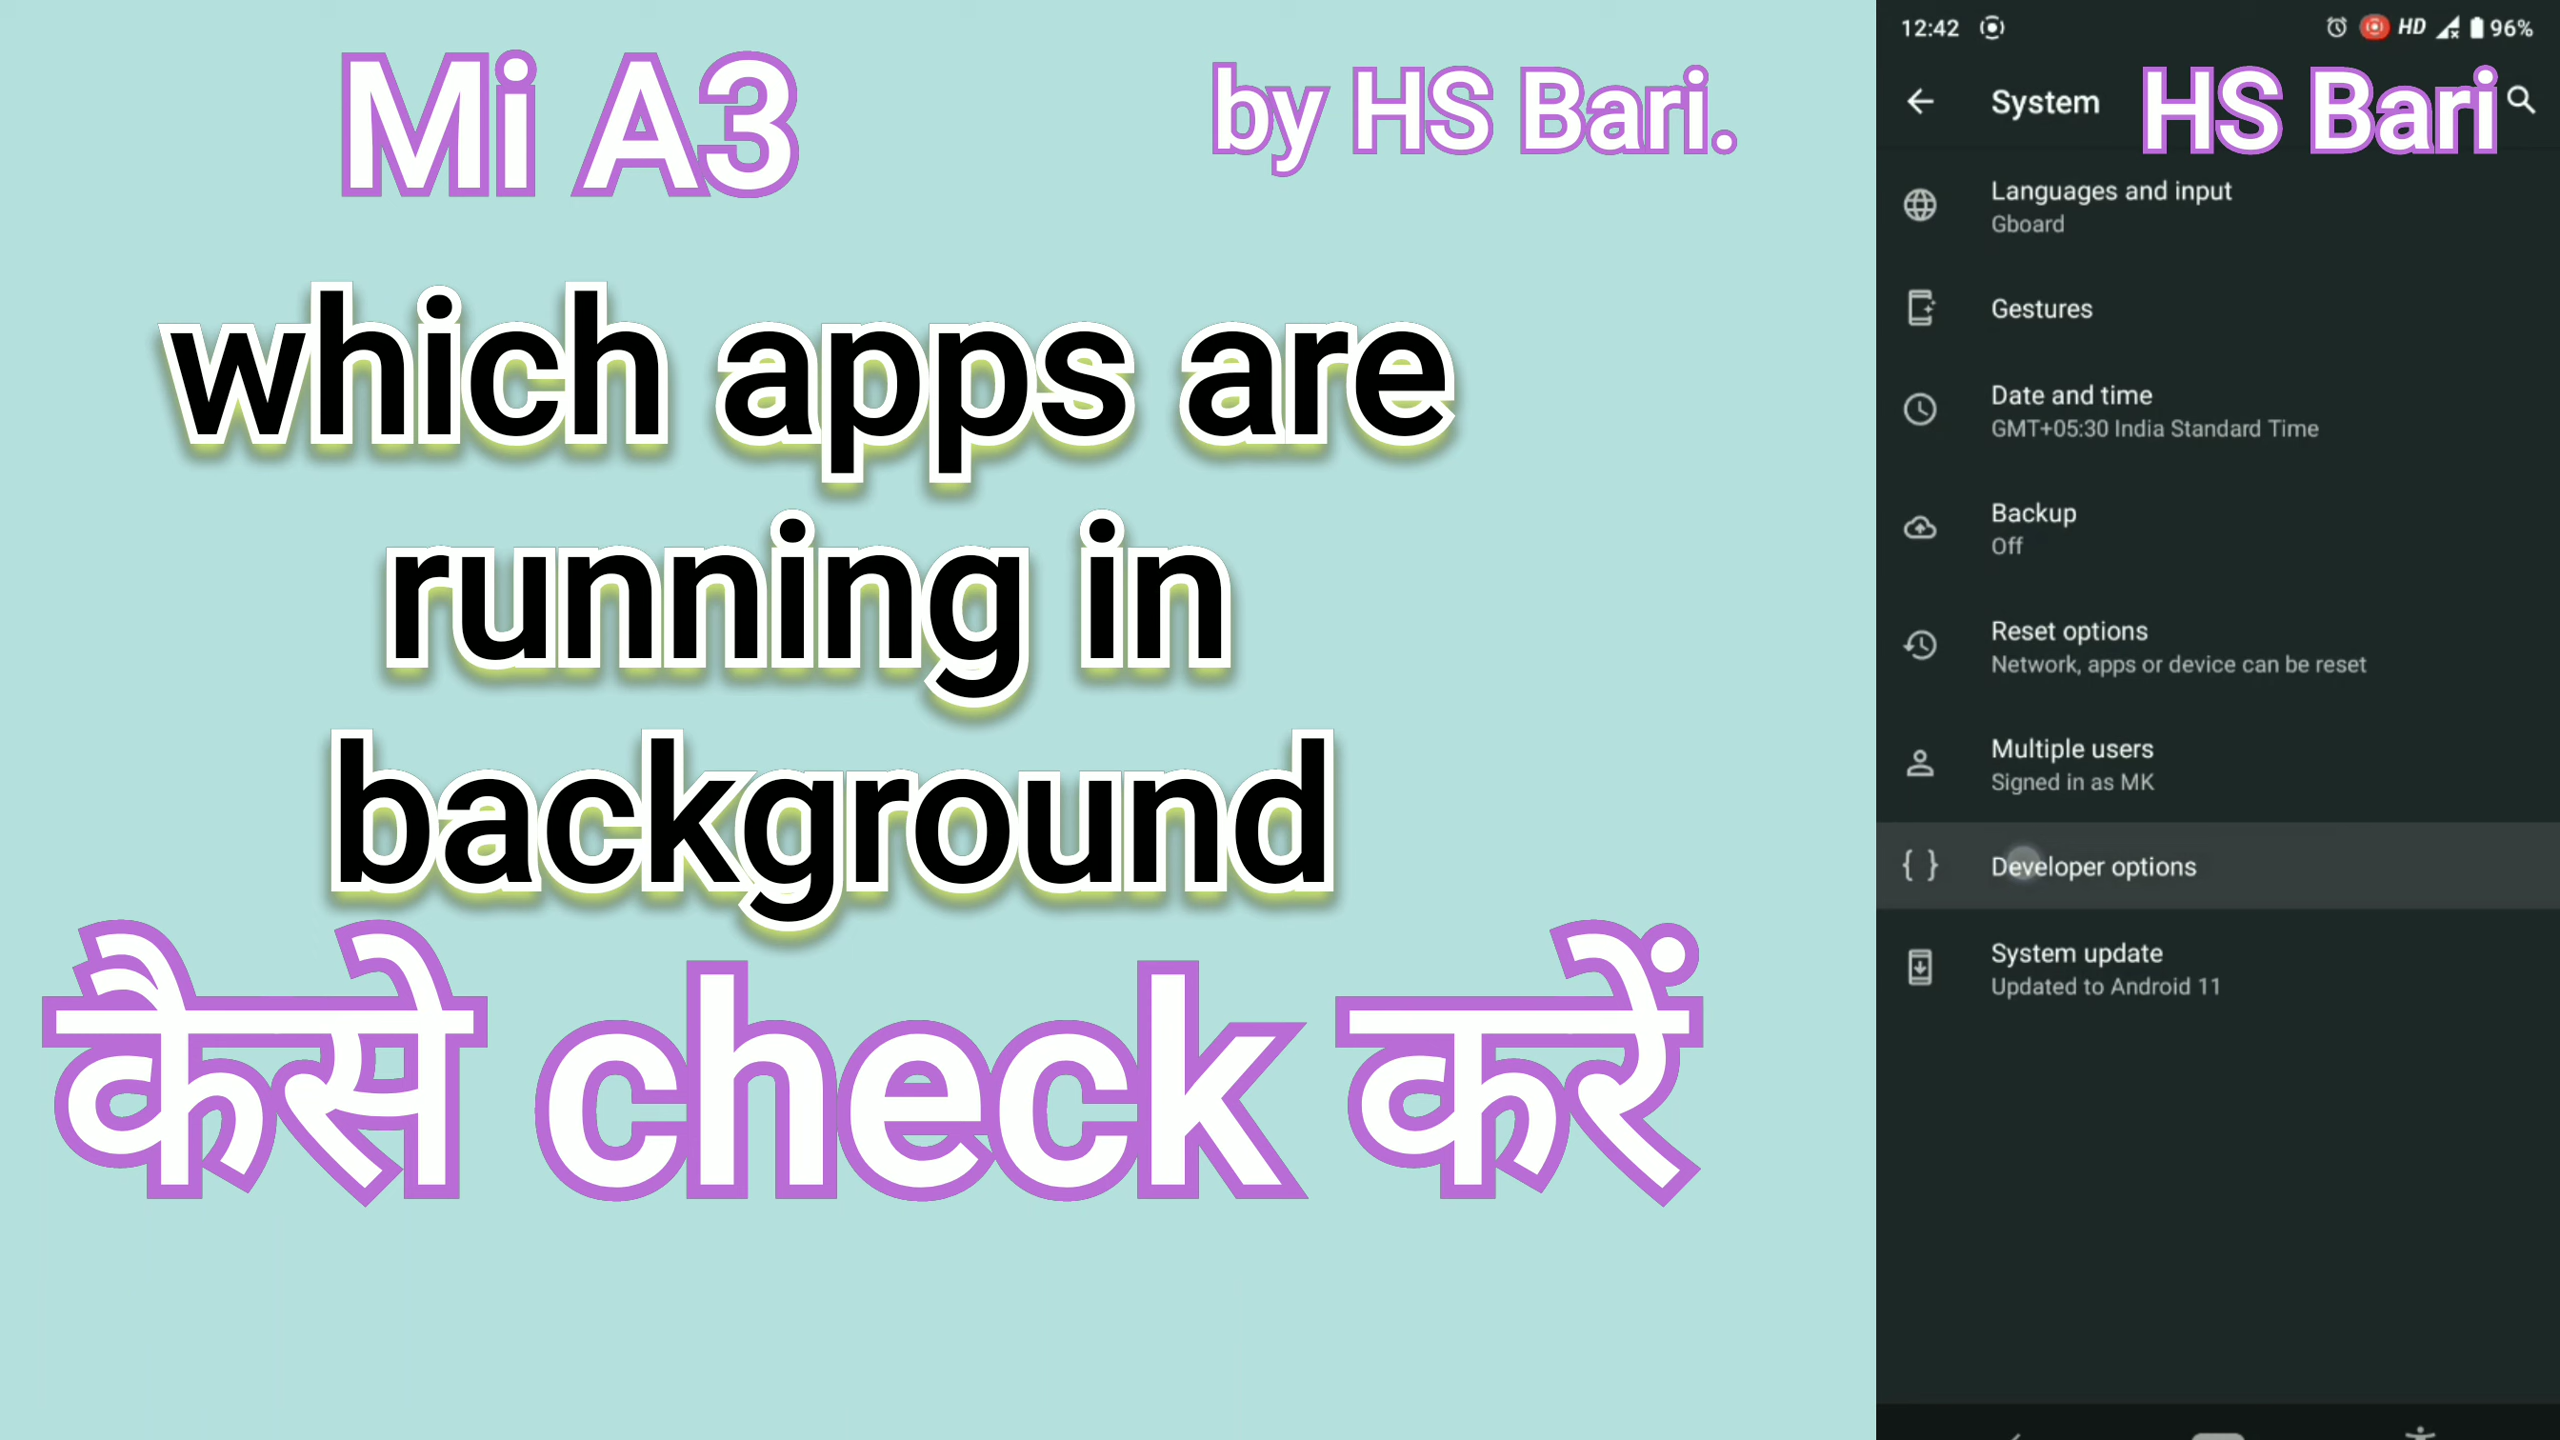 Mi A3
by HS Bari.
which apps are
running in
background
कैसे check करें
12:42
HD
96%
System
HS Bari
Languages and input
Gboard
Gestures
Date and time
GMT+05:30 India Standard Time
Backup
Off
Reset options
Network, apps or device can be reset
Multiple users
Signed in as MK
{ } Developer options
System update
Updated to Android 11